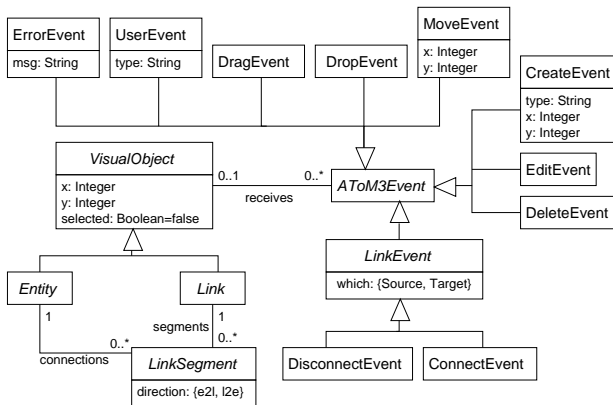 ErrorEvent
msg: String
UserEvent
type: String
DragEvent
DropEvent
MoveEvent
x: Integer
y: Integer
CreateEvent
type: String
x: Integer
y: Integer
VisualObject
x: Integer
y: Integer
selected: Boolean=false
0..1
receives
0..*
AToM3Event
EditEvent
DeleteEvent
LinkEvent
which: {Source, Target}
Entity
Link
1
1
segments
0..*
0..*
connections
LinkSegment
direction: {e2l, l2e}
DisconnectEvent
ConnectEvent